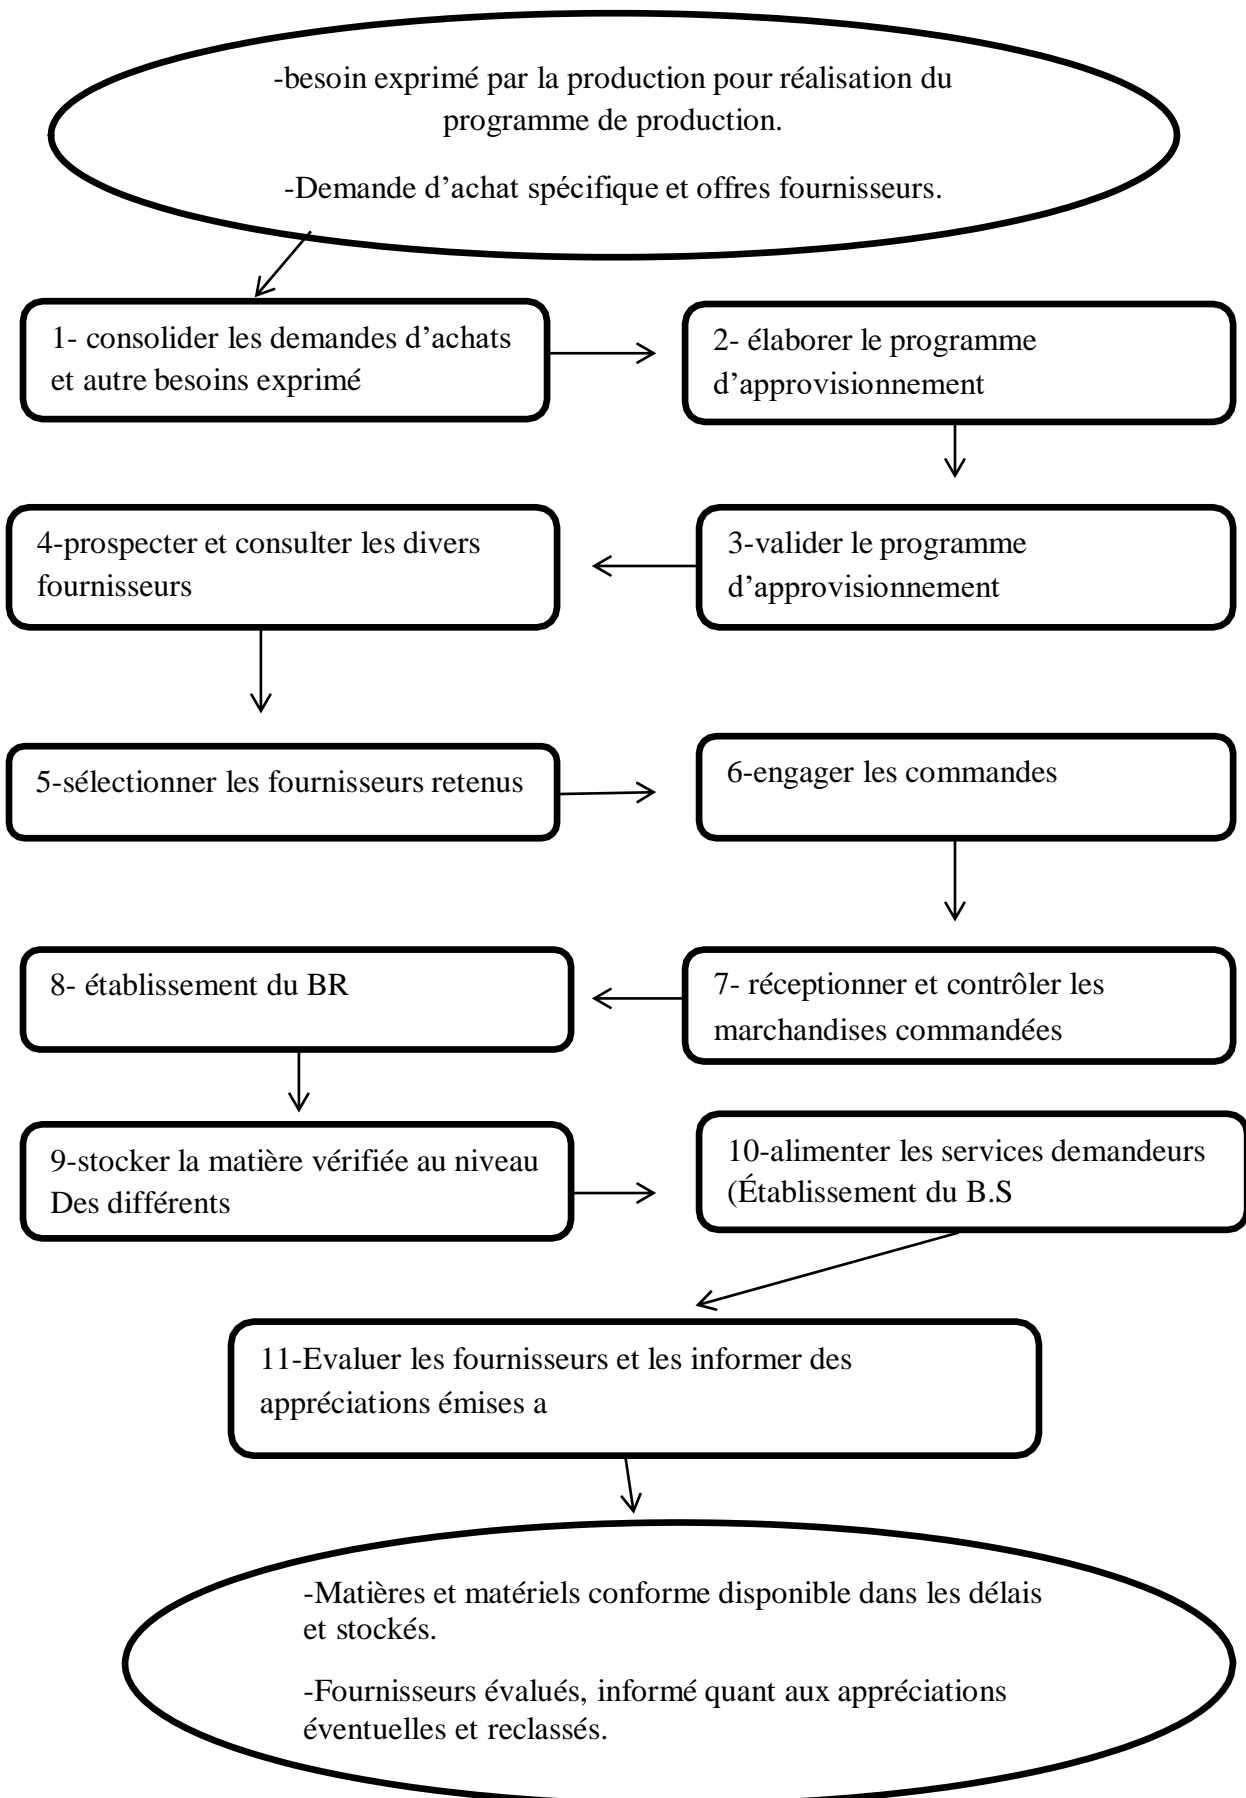 -besoin exprimé par la production pour réalisation du
programme de production.
-Demande d’achat spécifique et offres fournisseurs.
1- consolider les demandes d’achats
et autre besoins exprimé
2- élaborer le programme
d’approvisionnement
3-valider le programme
d’approvisionnement
4-prospecter et consulter les divers
fournisseurs
5-sélectionner les fournisseurs retenus
6-engager les commandes
7- réceptionner et contrôler les
marchandises commandées
8- établissement du BR
9-stocker la matière vérifiée au niveau
Des différents
10-alimenter les services demandeurs
(Établissement du B.S
11-Evaluer les fournisseurs et les informer des
appréciations émises a
-Matières et matériels conforme disponible dans les délais
et stockés.
-Fournisseurs évalués, informé quant aux appréciations
éventuelles et reclassés.